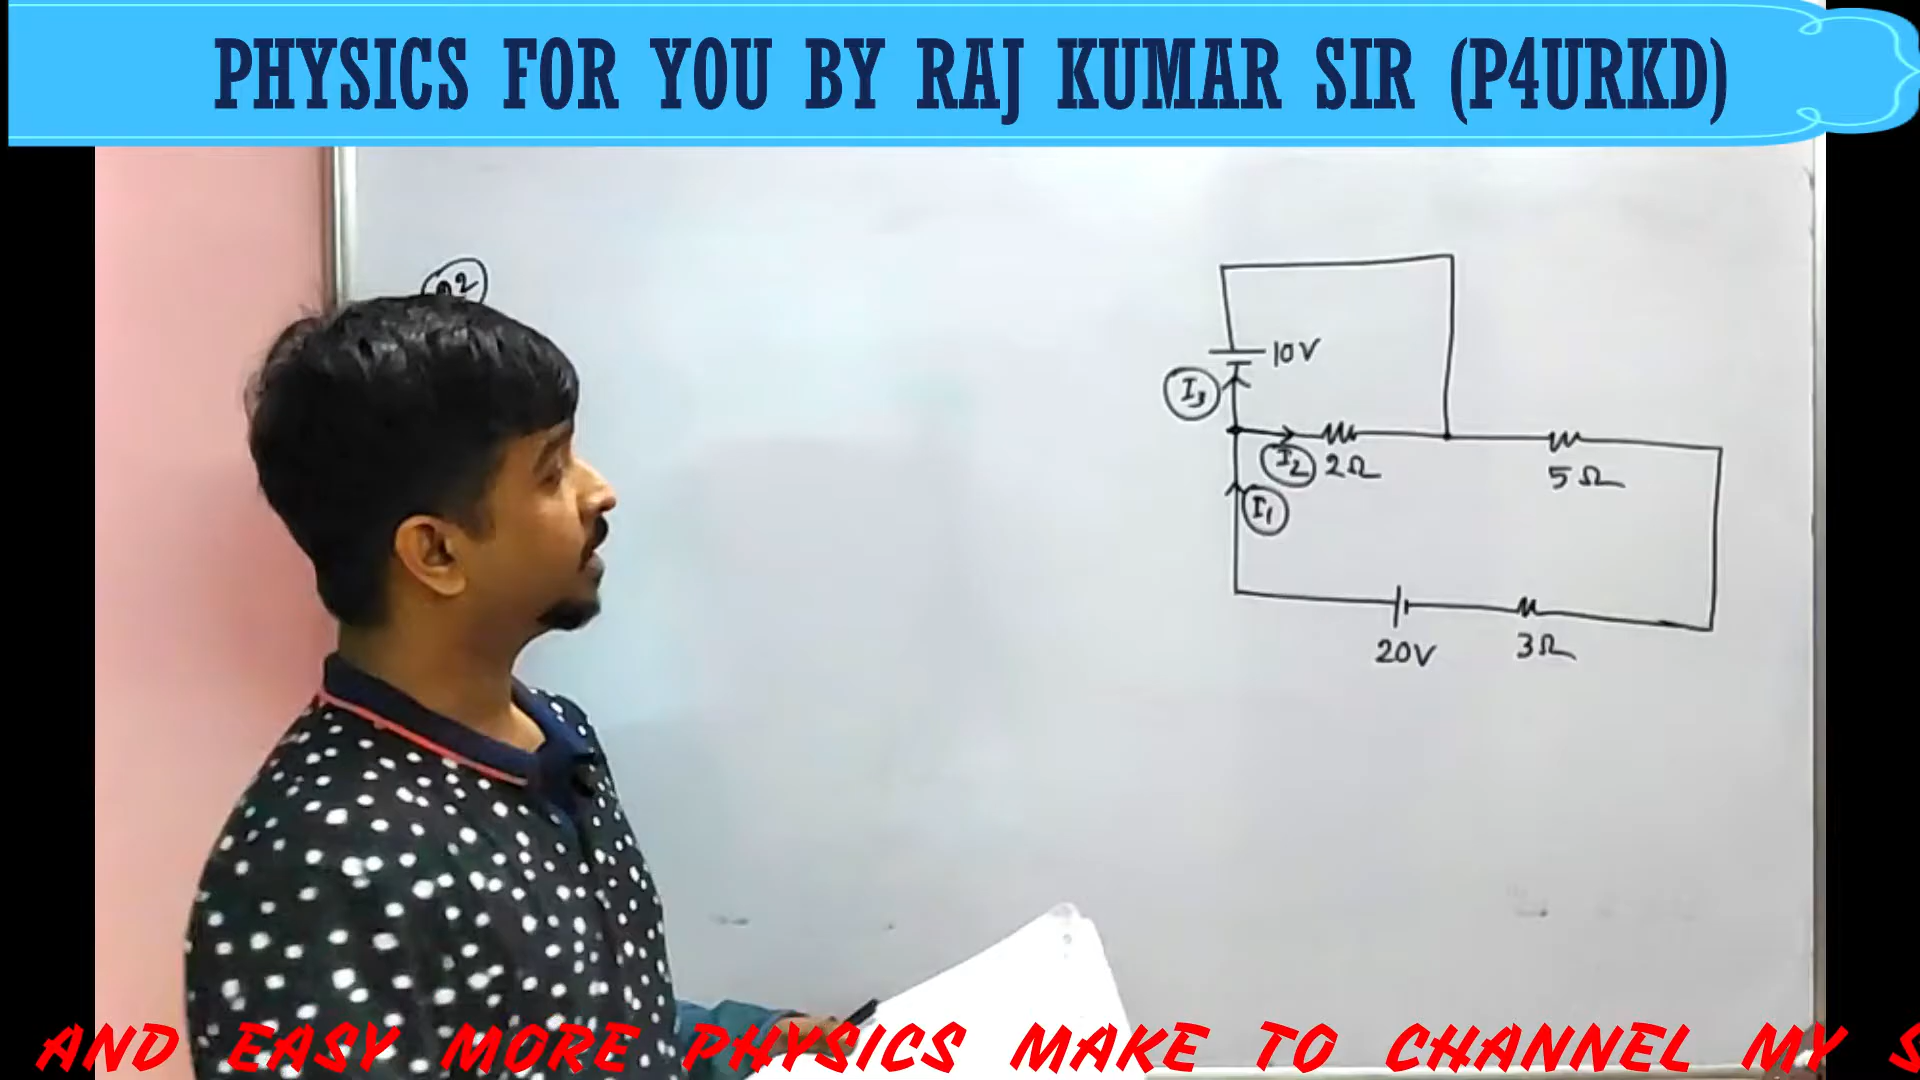 PHYSICS FOR YOU BY RAJ KUMAR SIR (P4URKD)
10V
I₃
I₂ 2Ω
5Ω
I₁
20V
3Ω
AND EASY MORE PHYSICS MAKE TO CHANNEL MY